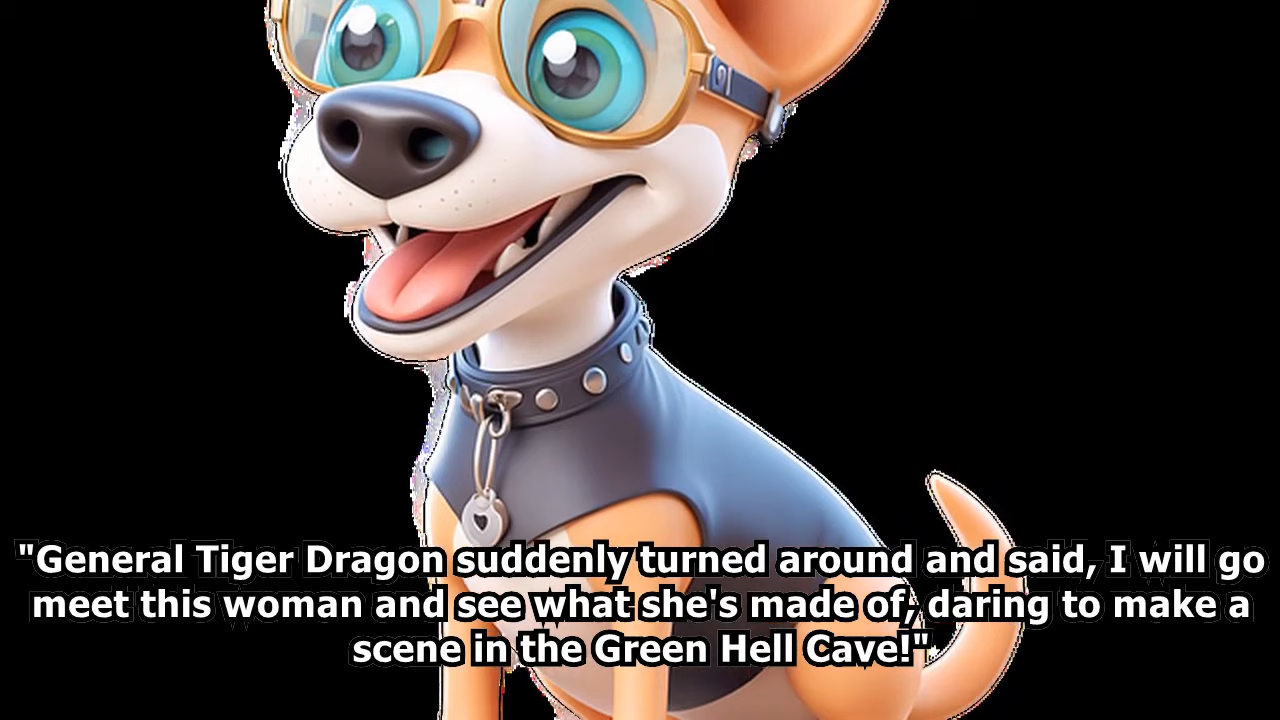 "General Tiger Dragon suddenly turned around and said, I will go
meet this woman and see what she's made of, daring to make a
scene in the Green Hell Cave!"